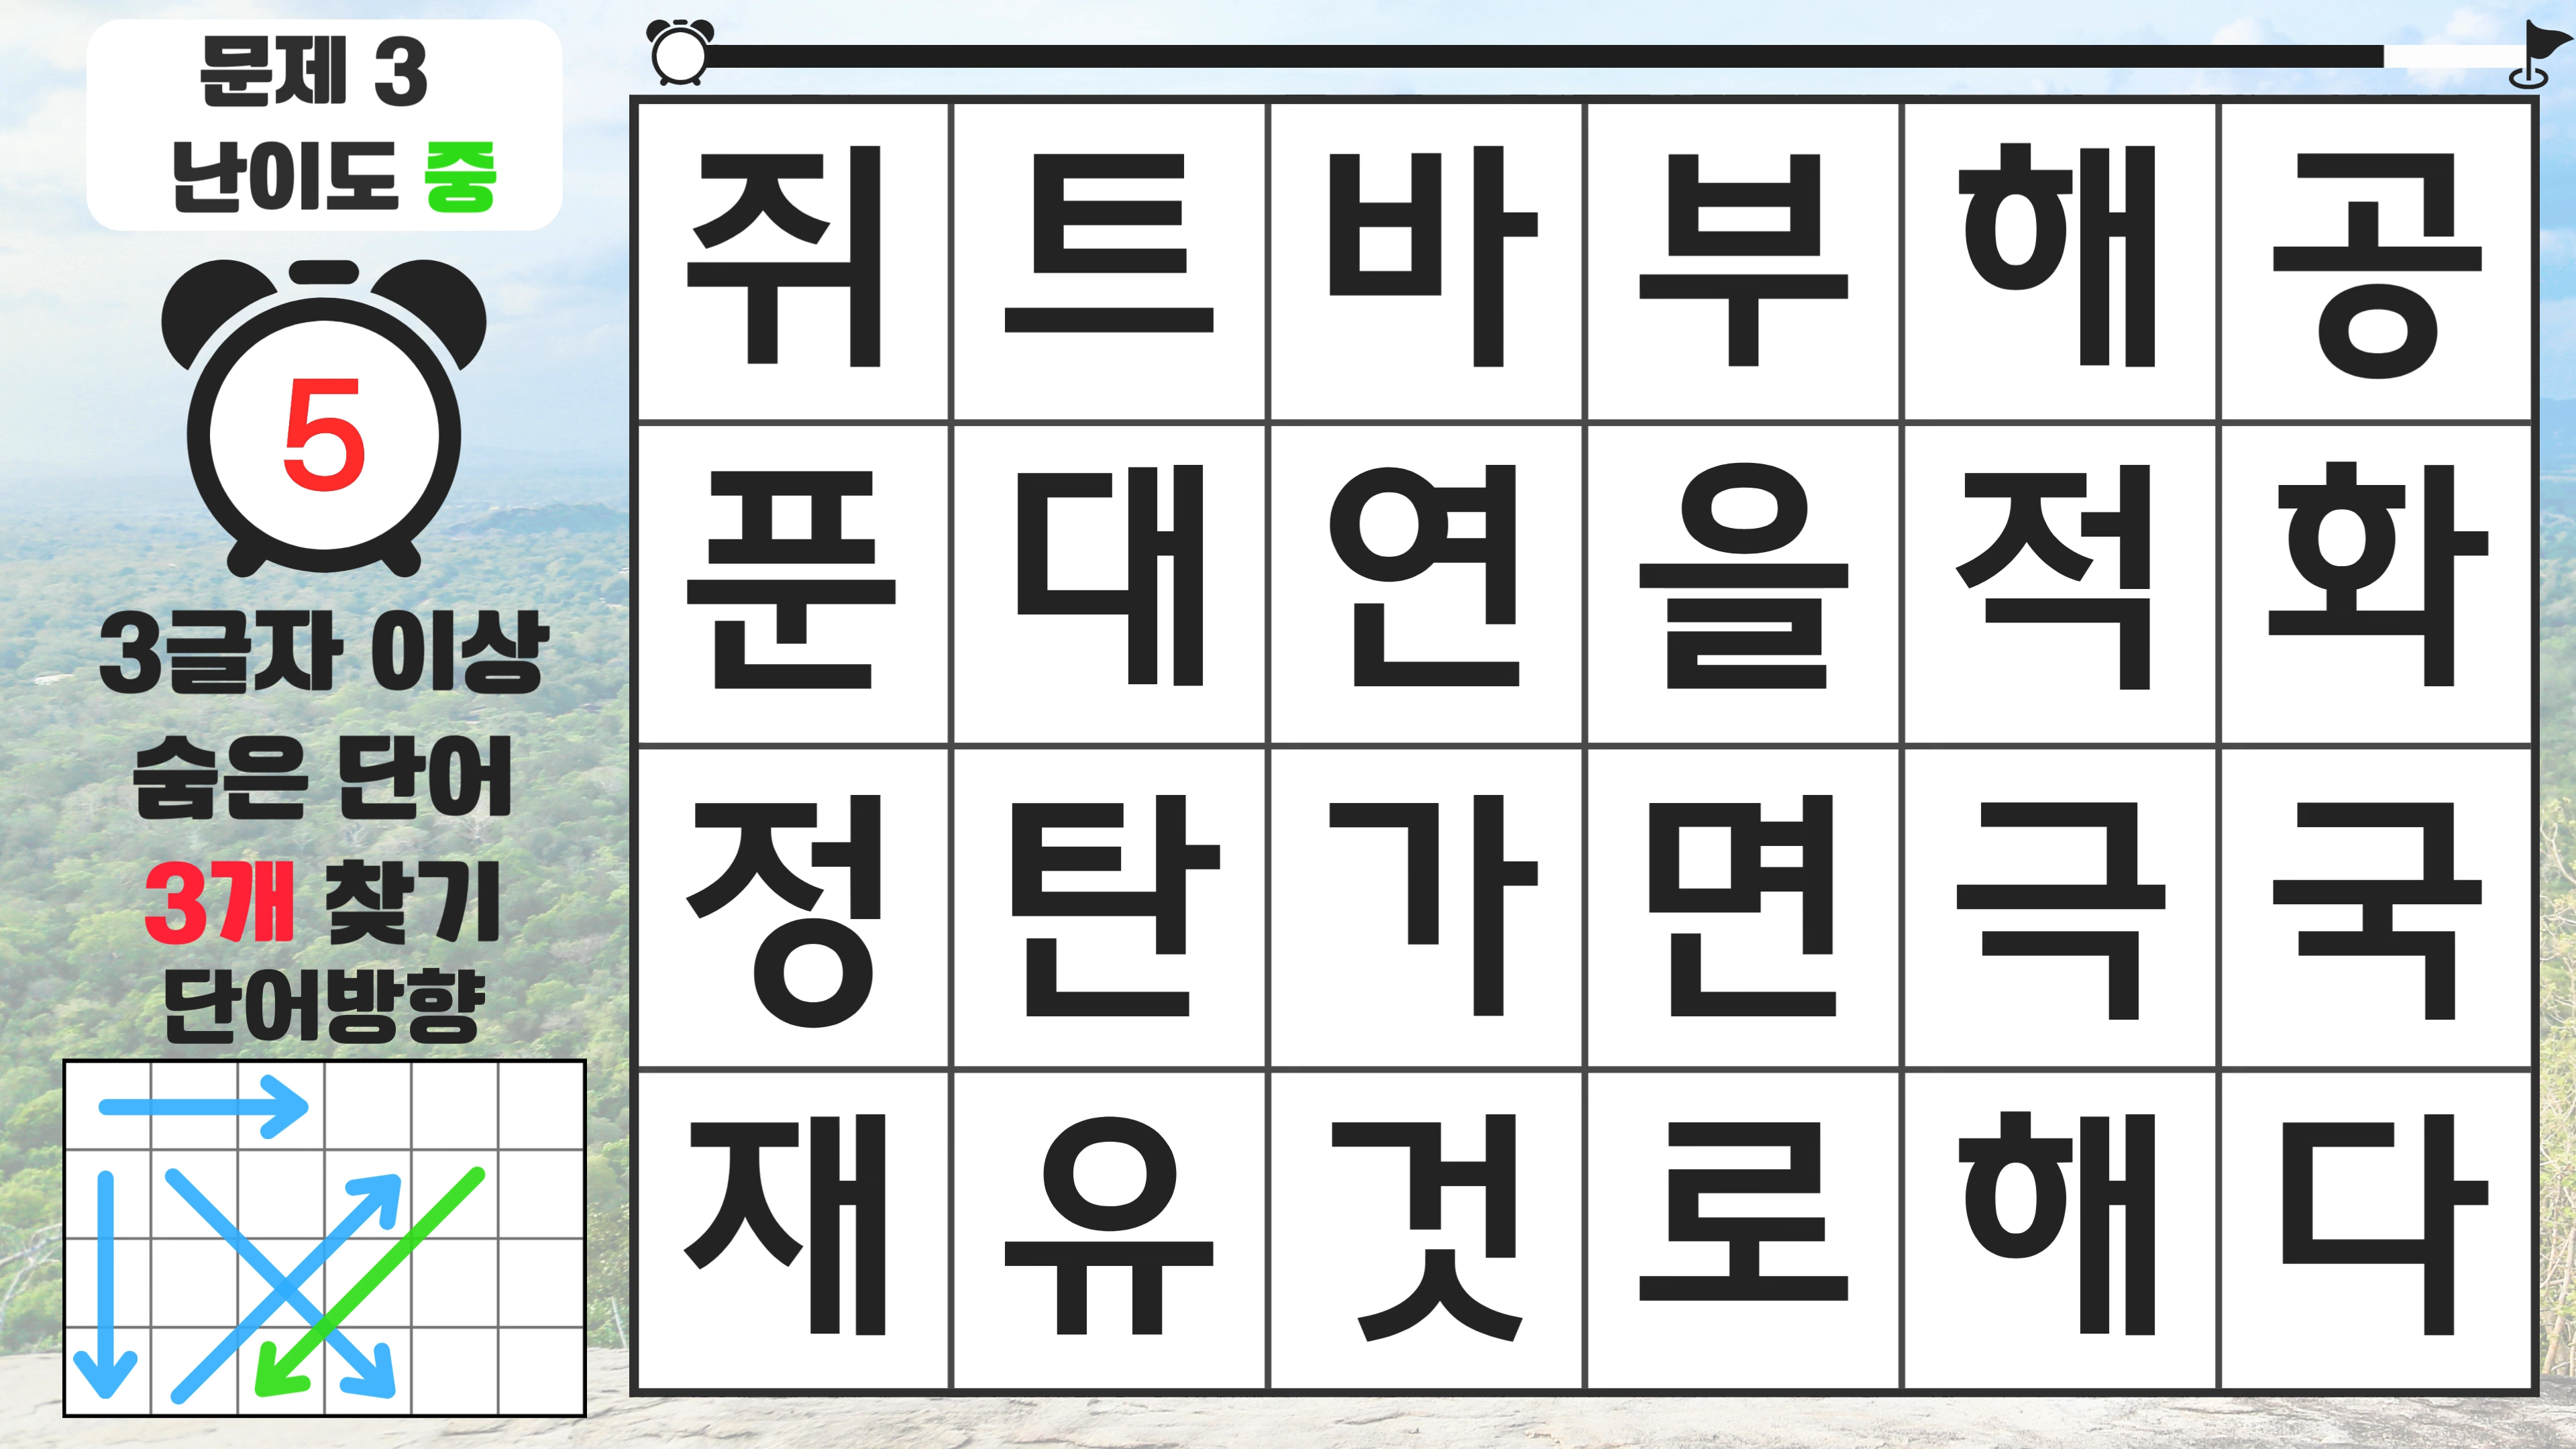 문제 3
난이도 중
5
3글자 이상
숨은 단어
3개 찾기
단어방향
쥐 트 바 부 해 공
푼 대 연 을 적 화
정 탄 가 면 극 국
재 유 것 로 해 다